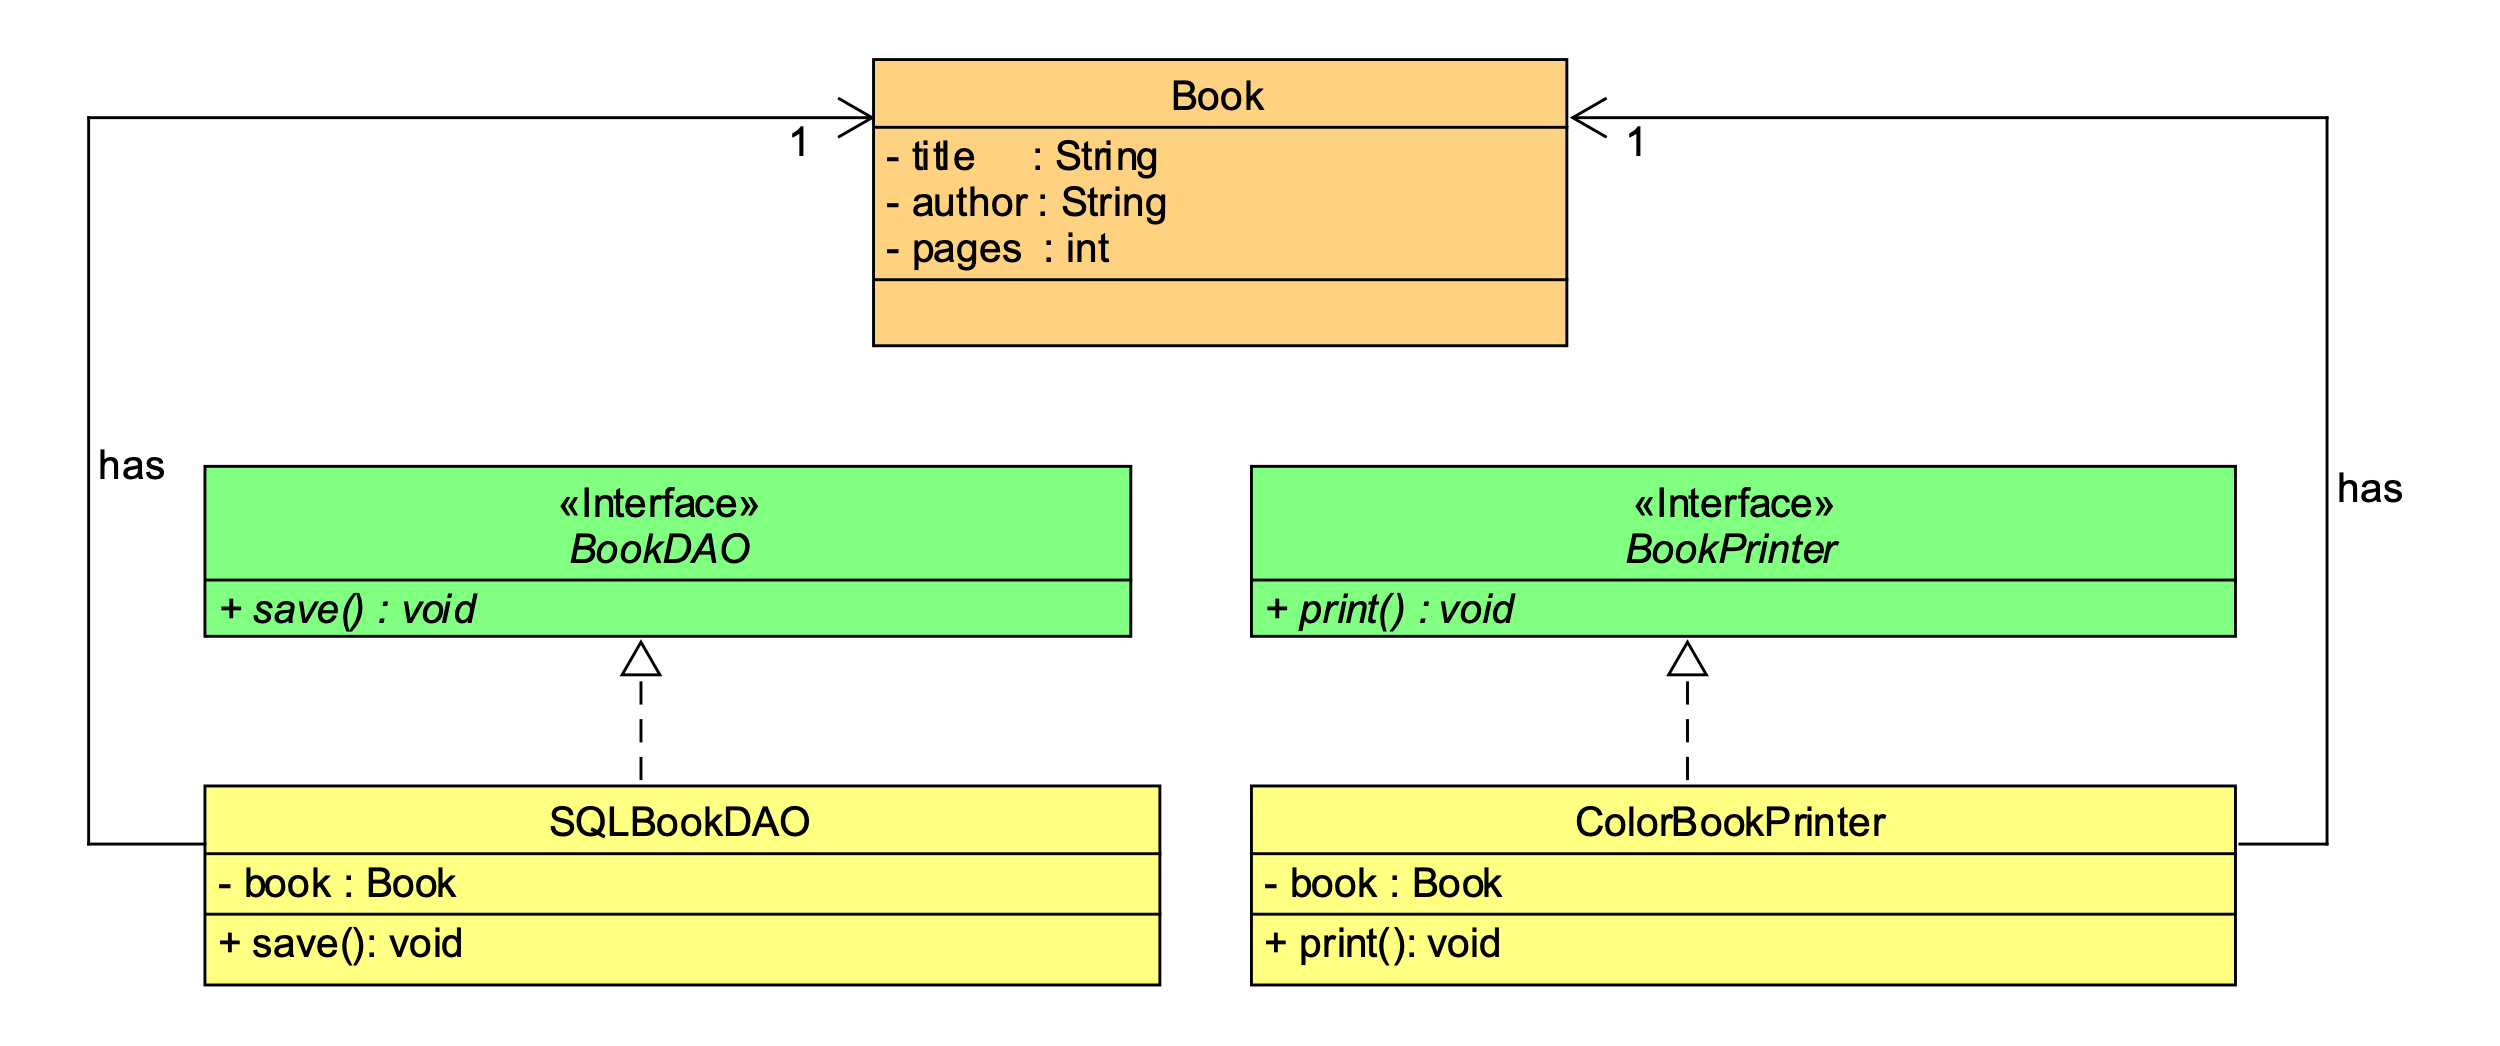 Book
1
1
- title : String
- author : String
- pages : int
has
has
«Interface»
BookDAO
+ save() : void
«Interface»
BookPrinter
+ print() : void
SQLBookDAO
- book : Book
+ save(): void
ColorBookPrinter
- book : Book
+ print(): void